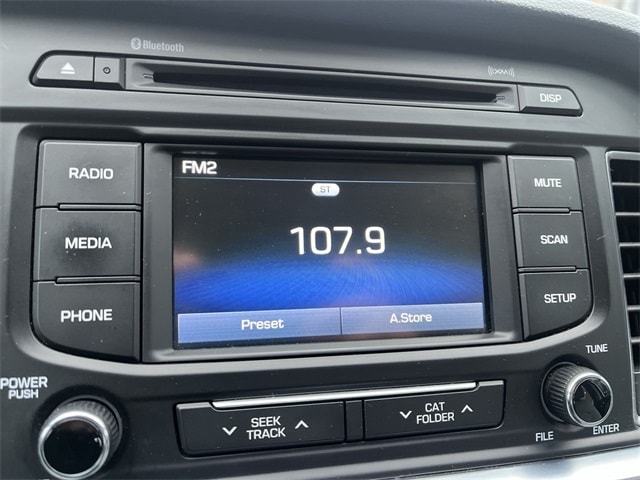 Bluetooth
((XM))
DISP
RADIO
FM2
MUTE
ST
MEDIA
107.9
SCAN
PHONE
SETUP
Preset
A.Store
TUNE
POWER
PUSH
SEEK
TRACK
CAT
FOLDER
FILE
ENTER